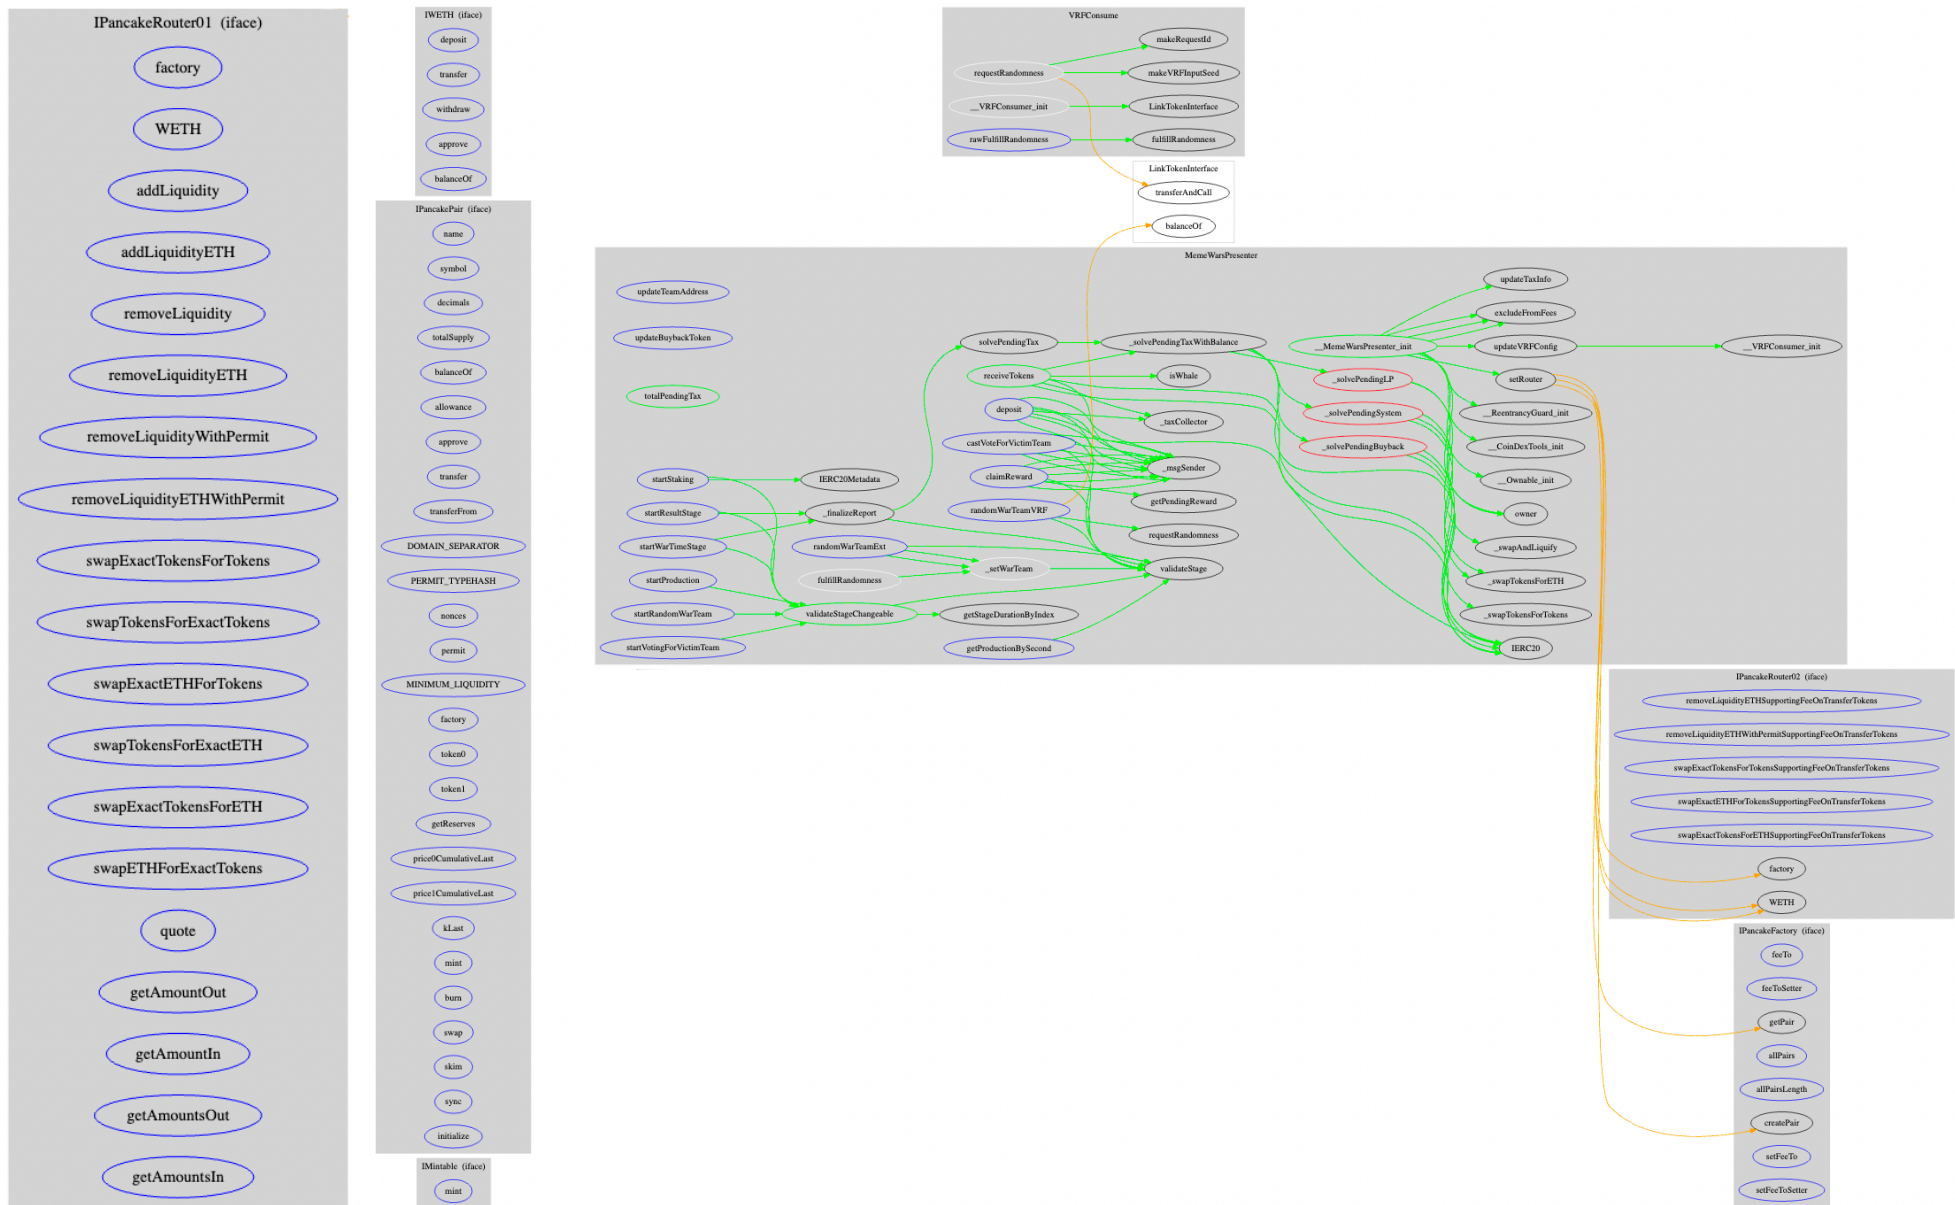 IPancakeRouter01 (iface)
factory
WETH
addLiquidity
addLiquidityETH
removeLiquidity
removeLiquidityETH
removeLiquidityWithPermit
removeLiquidityETHWithPermit
swapExactTokensForTokens
swapTokensForExactTokens
swapExactETHForTokens
swapTokensForExactETH
swapExactTokensForETH
swapETHForExactTokens
quote
getAmountOut
getAmountIn
getAmountsOut
getAmountsIn
IWETH (iface)
deposit
transfer
withdraw
approve
balanceOf
IPancakePair (iface)
name
symbol
decimals
totalSupply
balanceOf
allowance
approve
transfer
transferFrom
DOMAIN_SEPARATOR
PERMIT_TYPEHASH
nonces
permit
MINIMUM_LIQUIDITY
factory
token0
token1
getReserves
price0CumulativeLast
price1CumulativeLast
kLast
mint
burn
swap
skim
sync
initialize
IMintable (iface)
mint
VRFConsume
makeRequestId
requestRandomness
makeVRFInputSeed
__VRFConsumer_init
LinkTokenInterface
rawFulfillRandomness
fulfillRandomness
LinkTokenInterface
transferAndCall
balanceOf
MemeWarsPresenter
updateTeamAddress
updateBuybackToken
totalPendingTax
startStaking
startResultStage
startWarTimeStage
startProduction
startRandomWarTeam
startVotingForVictimTeam
IERC20Metadata
_finalizeReport
randomWarTeamExt
fulfillRandomness
validateStageChangeable
solvePendingTax
receiveTokens
deposit
castVoteForVictimTeam
claimReward
randomWarTeamVRF
_setWarTeam
getStageDurationByIndex
getProductionBySecond
_solvePendingTaxWithBalance
isWhale
_taxCollector
_msgSender
getPendingReward
requestRandomness
validateStage
__MemeWarsPresenter_init
_solvePendingLP
_solvePendingSystem
_solvePendingBuyback
updateTaxInfo
excludeFromFees
updateVRFConfig
setRouter
__ReentrancyGuard_init
__CoinDexTools_init
__Ownable_init
owner
_swapAndLiquify
_swapTokensForETH
_swapTokensForTokens
IERC20
__VRFConsumer_init
IPancakeRouter02 (iface)
removeLiquidityETHSupportingFeeOnTransferTokens
removeLiquidityETHWithPermitSupportingFeeOnTransferTokens
swapExactTokensForTokensSupportingFeeOnTransferTokens
swapExactETHForTokensSupportingFeeOnTransferTokens
swapExactTokensForETHSupportingFeeOnTransferTokens
factory
WETH
IPancakeFactory (iface)
feeTo
feeToSetter
getPair
allPairs
allPairsLength
createPair
setFeeTo
setFeeToSetter